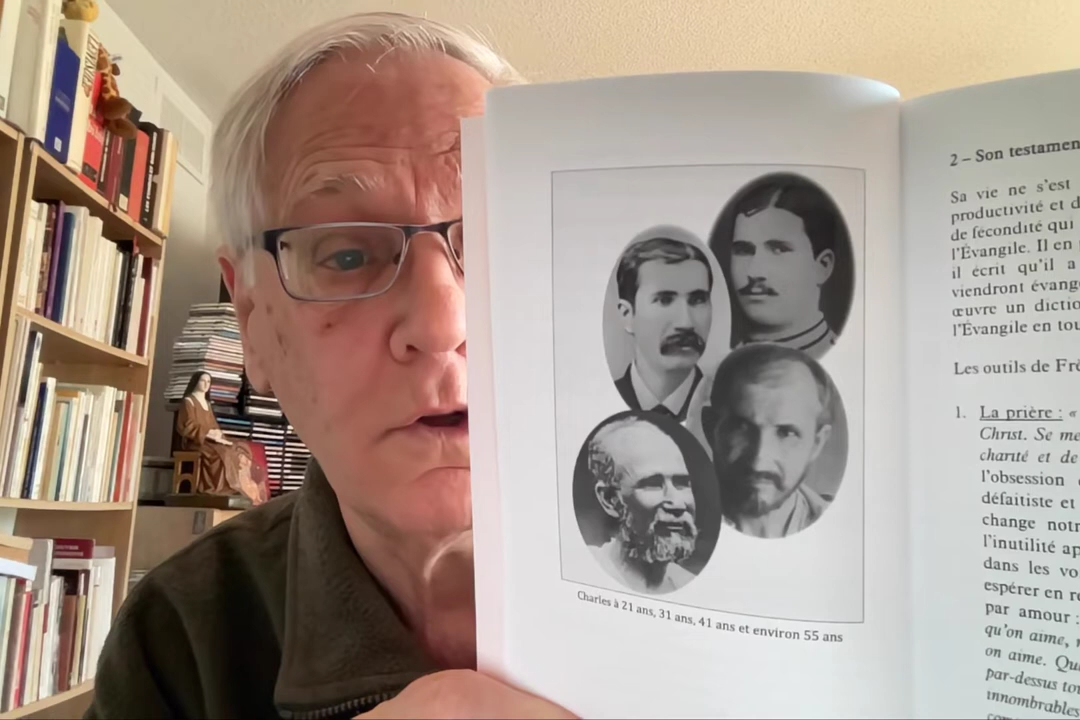 Charles à 21 ans, 31 ans, 41 ans et environ 55 ans
2 – Son testamen
Sa vie ne s'est
productivité et d
de fécondité qui
l'Évangile. Il en
il écrit qu'il a
viendront évang
œuvre un dictio
l'Évangile en tou
Les outils de Fr
1. La prière : «
Christ. Se me
charité et de
l'obsession
défaitiste et
change notr
l'inutilité ap
dans les vo
espérer en r
par amour :
qu'on aime,
on aime. Qu
par-dessus to
innombrables